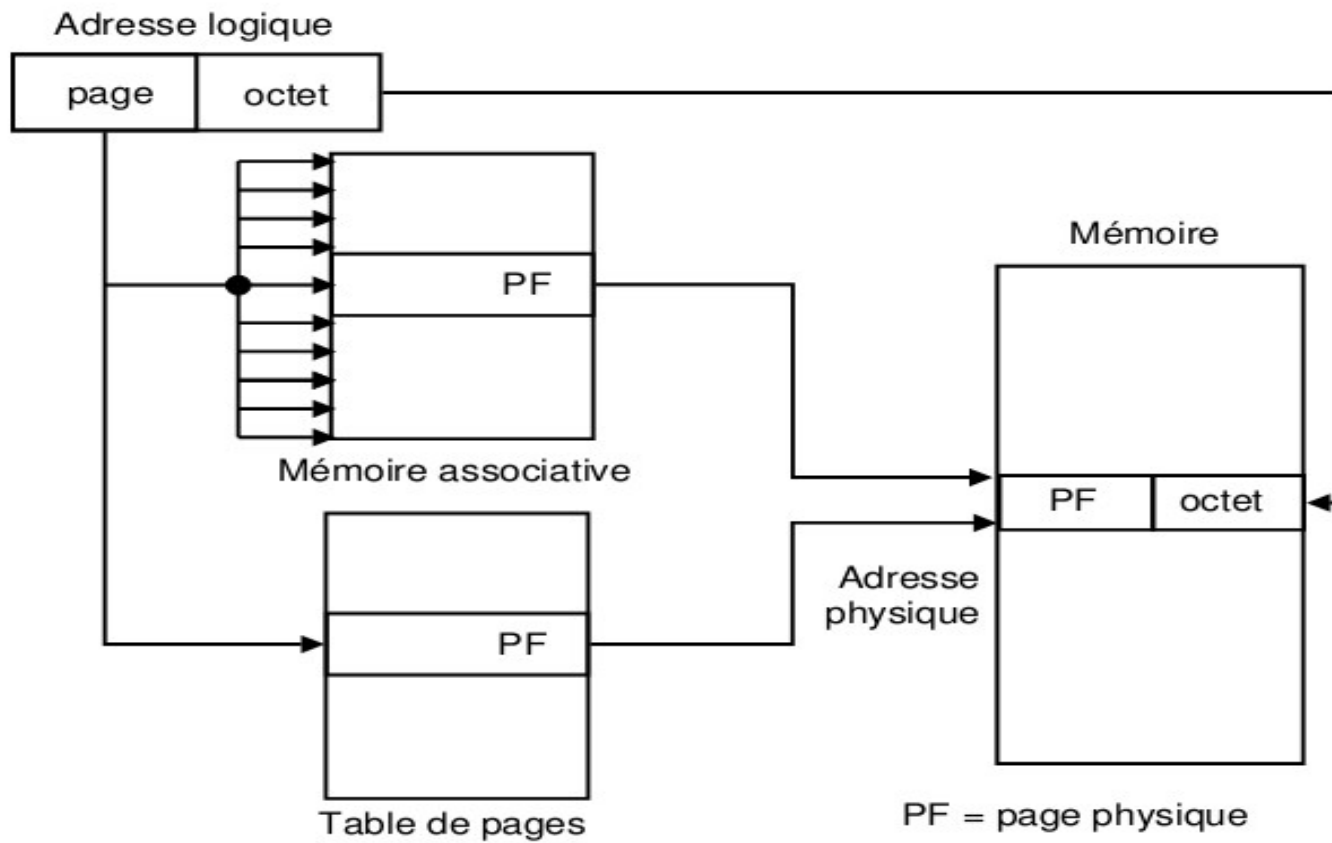 Adresse logique
page
octet
PF
Mémoire associative
PF
Table de pages
Mémoire
PF
octet
Adresse
physique
PF = page physique